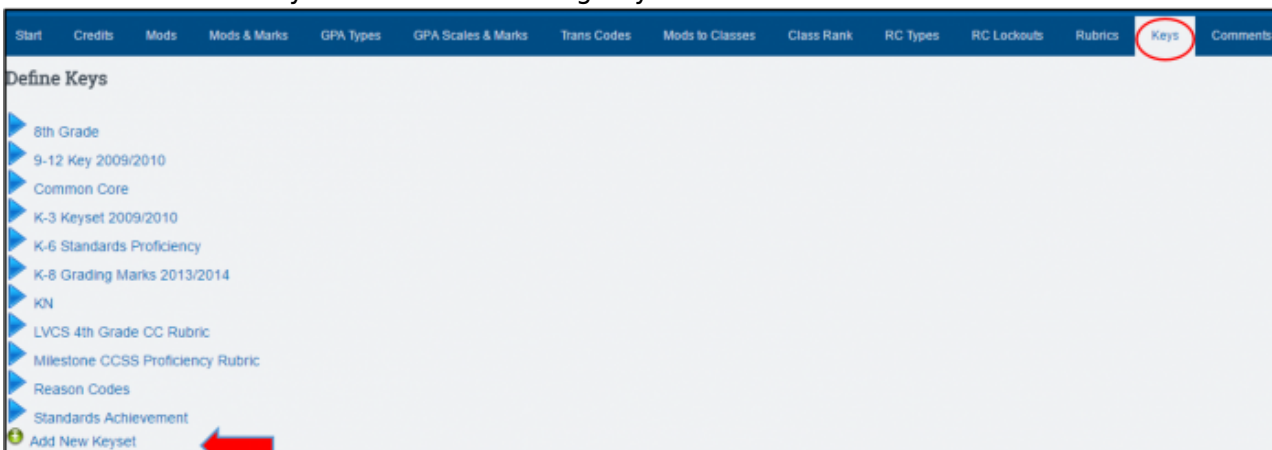 Start Credits Mods Mods & Marks GPA Types GPA Scales & Marks Trans Codes Mods to Classes Class Rank RC Types RC Lockouts Rubrics Keys Comments
Define Keys
8th Grade
9-12 Key 2009/2010
Common Core
K-3 Keyset 2009/2010
K-6 Standards Proficiency
K-8 Grading Marks 2013/2014
KN
LVCS 4th Grade CC Rubric
Milestone CCSS Proficiency Rubric
Reason Codes
Standards Achievement
Add New Keyset